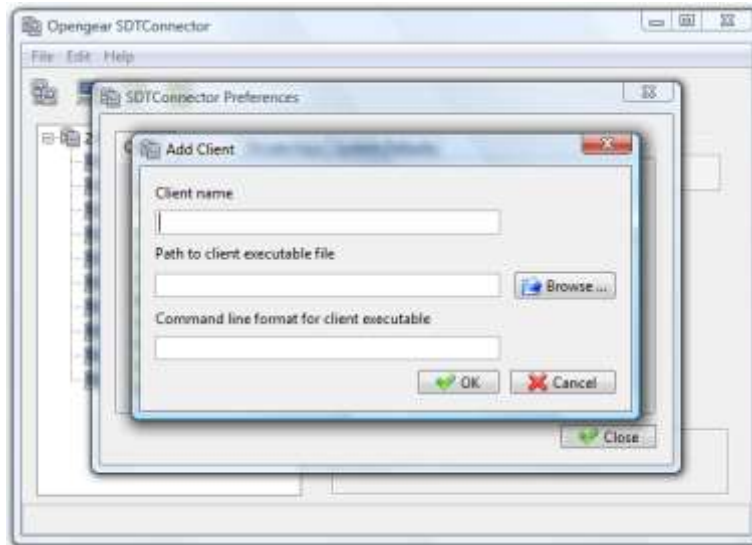 Opengear SDTConnector
File Edit Help
SDTConnector Preferences
Add Client
Client name
Path to client executable file
Browse ...
Command line format for client executable
OK
Cancel
Close